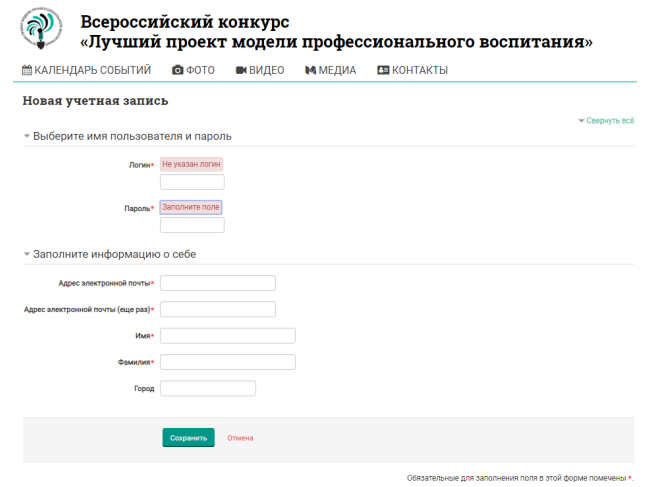 Всероссийский конкурс
«Лучший проект модели профессионального воспитания»
КАЛЕНДАРЬ СОБЫТИЙ ФОТО ВИДЕО МЕДИА КОНТАКТЫ
Новая учетная запись
Свернуть всё
Выберите имя пользователя и пароль
Логин* Не указан логин
Пароль* Заполните поле
Заполните информацию о себе
Адрес электронной почты*
Адрес электронной почты (еще раз)*
Имя*
Фамилия*
Город
Сохранить Отмена
Обязательные для заполнения поля в этой форме помечены *.